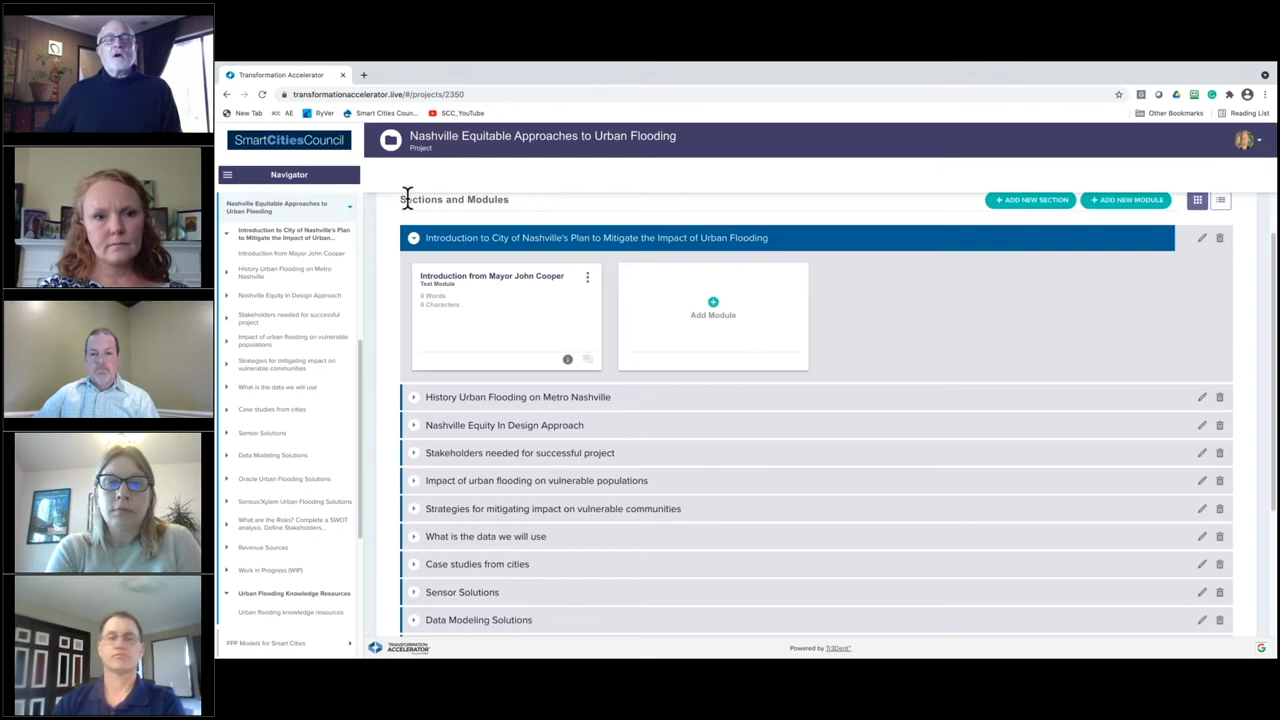 Transformation Accelerator
transformationaccelerator.live/#/projects/2350
New Tab
SCC AE
RyVer
Smart Cities Coun...
SCC_YouTube
Other Bookmarks
Reading List
SmartCitiesCouncil
Nashville Equitable Approaches to Urban Flooding
Project
Navigator
Nashville Equitable Approaches to
Urban Flooding
Introduction to City of Nashville's Plan
to Mitigate the Impact of Urban...
Introduction from Mayor John Cooper
History Urban Flooding on Metro
Nashville
Nashville Equity In Design Approach
Stakeholders needed for successful
project
Impact of urban flooding on vulnerable
populations
Strategies for mitigating impact on
vulnerable communities
What is the data we will use
Case studies from cities
Sensor Solutions
Data Modeling Solutions
Oracle Urban Flooding Solutions
Sensus/Xylem Urban Flooding Solutions
What are the Risks? Complete a SWOT
analysis. Define Stakeholders...
Revenue Sources
Work in Progress (WIP)
Urban Flooding Knowledge Resources
Urban flooding knowledge resources
PPP Models for Smart Cities
Sections and Modules
+ ADD NEW SECTION
+ ADD NEW MODULE
Introduction to City of Nashville's Plan to Mitigate the Impact of Urban Flooding
Introduction from Mayor John Cooper
Text Module
0 Words
0 Characters
Add Module
History Urban Flooding on Metro Nashville
Nashville Equity In Design Approach
Stakeholders needed for successful project
Impact of urban flooding on vulnerable populations
Strategies for mitigating impact on vulnerable communities
What is the data we will use
Case studies from cities
Sensor Solutions
Data Modeling Solutions
TRANSFORMATION
ACCELERATOR
Powered by Tr3Dent™